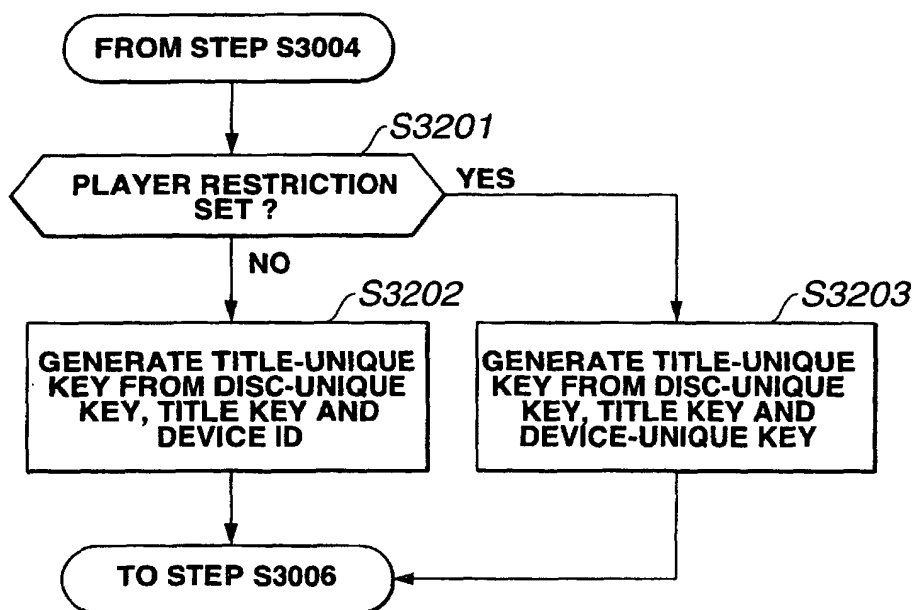 FROM STEP S3004
S3201
PLAYER RESTRICTION
SET ?
YES
NO
S3202
GENERATE TITLE-UNIQUE
KEY FROM DISC-UNIQUE
KEY, TITLE KEY AND
DEVICE ID
S3203
GENERATE TITLE-UNIQUE
KEY FROM DISC-UNIQUE
KEY, TITLE KEY AND
DEVICE-UNIQUE KEY
TO STEP S3006